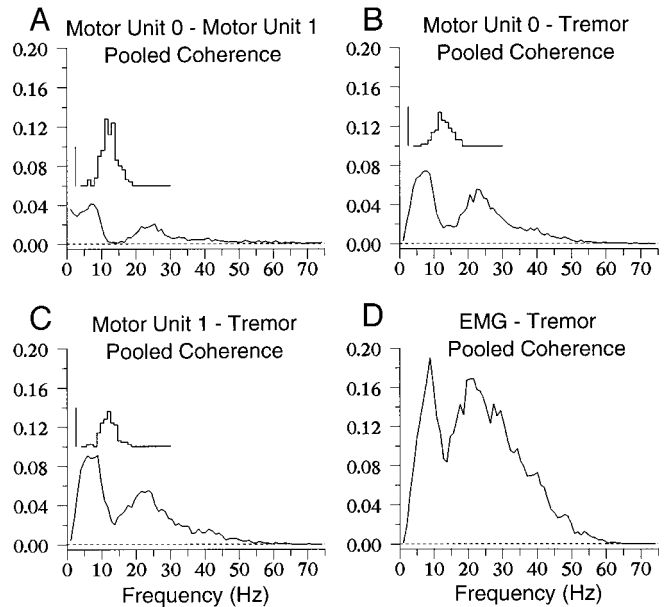 A
Motor Unit 0 - Motor Unit 1
Pooled Coherence
0.20
0.16
0.12
0.08
0.04
0.00
0 10 20 30 40 50 60 70
B
Motor Unit 0 - Tremor
Pooled Coherence
0.20
0.16
0.12
0.08
0.04
0.00
0 10 20 30 40 50 60 70
C
Motor Unit 1 - Tremor
Pooled Coherence
0.20
0.16
0.12
0.08
0.04
0.00
0 10 20 30 40 50 60 70
Frequency (Hz)
D
EMG - Tremor
Pooled Coherence
0.20
0.16
0.12
0.08
0.04
0.00
0 10 20 30 40 50 60 70
Frequency (Hz)